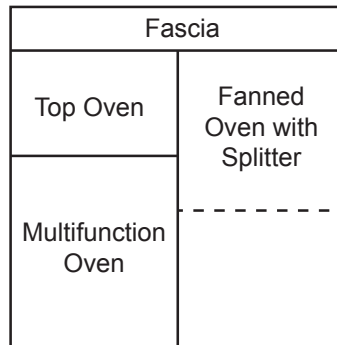 Fascia
Top Oven
Fanned
Oven with
Splitter
Multifunction
Oven